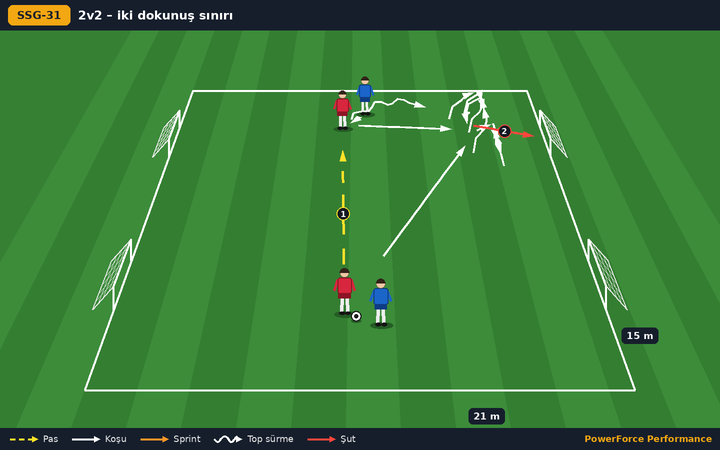 SSG-31 2v2 – iki dokunuş sınırı
2
1
15 m
21 m
Pas Koşu Sprint Top sürme Şut PowerForce Performance